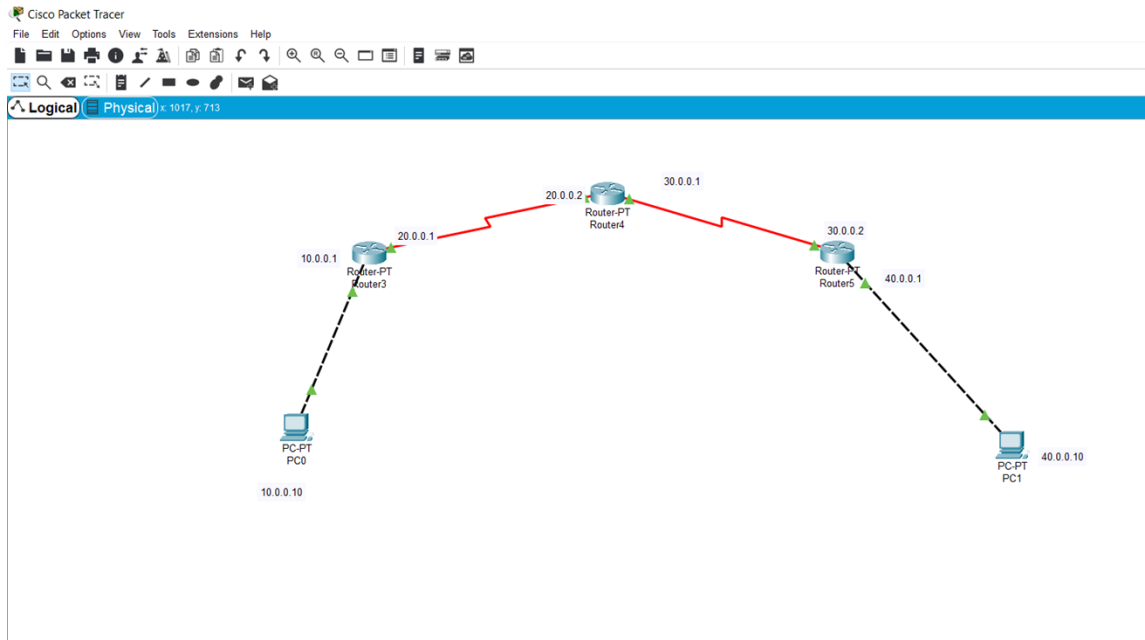 Cisco Packet Tracer
File Edit Options View Tools Extensions Help
Logical Physical x: 1017, y: 713
20.0.0.2
30.0.0.1
Router-PT
Router4
20.0.0.1
30.0.0.2
10.0.0.1
Router-PT
Router3
Router-PT
Router5
40.0.0.1
PC-PT
PC0
10.0.0.10
PC-PT
PC1
40.0.0.10